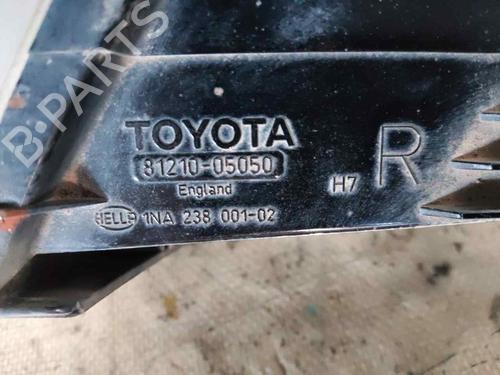 B-PARTS
TOYOTA
81210-05050
England
H7
R
HELLA 1NA 238 001-02